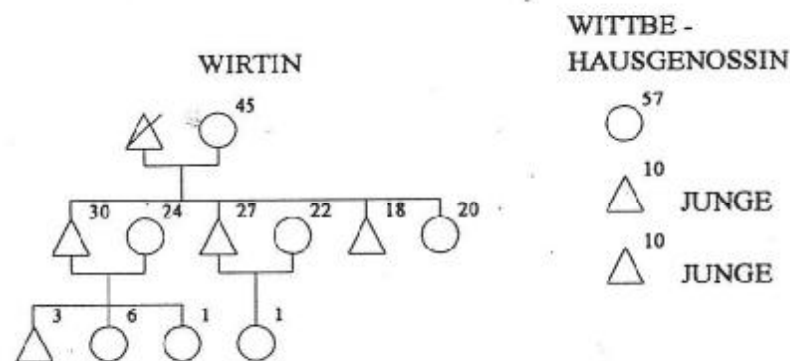 WITTBE -
HAUSGENOSSIN
WIRTIN
45
57
10
JUNGE
30 24 27 22 18 20
10
JUNGE
3 6 1 1